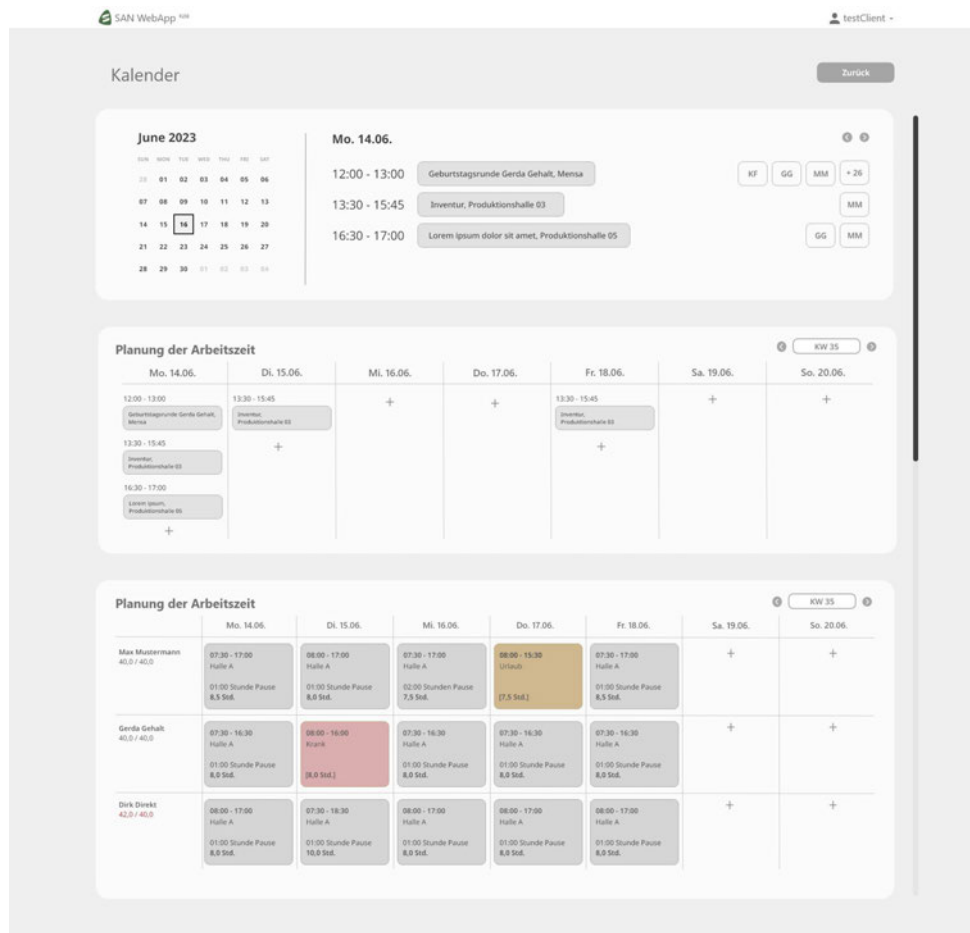 SAN WebApp
testClient
Kalender
Zurück
June 2023
SUN MON TUE WED THU FRI SAT
01 02 03 04 05 06
07 08 09 10 11 12 13
14 15 16 17 18 19 20
21 22 23 24 25 26 27
28 29 30 01 02 03 04
Mo. 14.06.
12:00 - 13:00 Geburtstagsrunde Gerda Gehalt, Mensa KF GG MM + 26
13:30 - 15:45 Inventur, Produktionshalle 03 MM
16:30 - 17:00 Lorem ipsum dolor sit amet, Produktionshalle 05 GG MM
Planung der Arbeitszeit
KW 35
Mo. 14.06. Di. 15.06. Mi. 16.06. Do. 17.06. Fr. 18.06. Sa. 19.06. So. 20.06.
12:00 - 13:00 13:30 - 15:45 + + 13:30 - 15:45 + +
Geburtstagsrunde Gerda Gehalt, Inventur, Inventur,
Mensa Produktionshalle 03 Produktionshalle 03
13:30 - 15:45 + +
Inventur,
Produktionshalle 03
16:30 - 17:00
Lorem ipsum,
Produktionshalle 05
+
Planung der Arbeitszeit
KW 35
Mo. 14.06. Di. 15.06. Mi. 16.06. Do. 17.06. Fr. 18.06. Sa. 19.06. So. 20.06.
Max Mustermann 07:30 - 17:00 08:00 - 17:00 07:30 - 17:00 08:00 - 15:30 07:30 - 17:00 + +
40,0 / 40,0 Halle A Halle A Halle A Urlaub Halle A
01:00 Stunde Pause 01:00 Stunde Pause 02:00 Stunden Pause 01:00 Stunde Pause
8,5 Std. 8,0 Std. 7,5 Std. [7,5 Std.] 8,5 Std.
Gerda Gehalt 07:30 - 16:30 08:00 - 16:00 07:30 - 16:30 07:30 - 16:30 07:30 - 16:30 + +
40,0 / 40,0 Halle A Krank Halle A Halle A Halle A
01:00 Stunde Pause 01:00 Stunde Pause 01:00 Stunde Pause 01:00 Stunde Pause
8,0 Std. [8,0 Std.] 8,0 Std. 8,0 Std. 8,0 Std.
Dirk Direkt 08:00 - 17:00 07:30 - 18:30 08:00 - 17:00 08:00 - 17:00 08:00 - 17:00 + +
42,0 / 40,0 Halle A Halle A Halle A Halle A Halle A
01:00 Stunde Pause 01:00 Stunde Pause 01:00 Stunde Pause 01:00 Stunde Pause 01:00 Stunde Pause
8,0 Std. 10,0 Std. 8,0 Std. 8,0 Std. 8,0 Std.